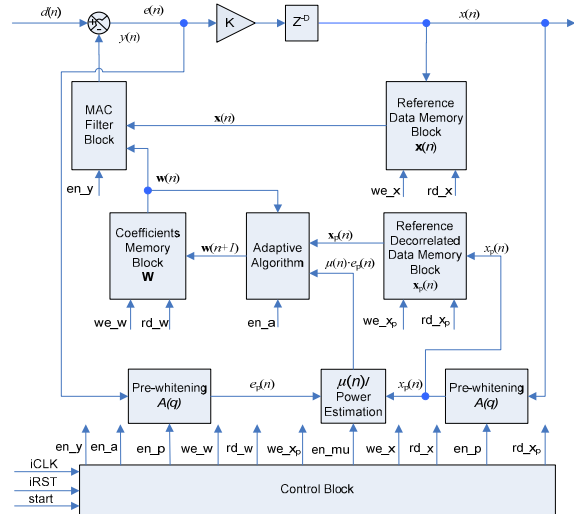 d(n)
e(n)
x(n)
y(n)
K
Z-D
MAC
Filter
Block
x(n)
Reference
Data Memory
Block
x(n)
en_y
w(n)
we_x
rd_x
Coefficients
Memory
Block
W
w(n+1)
Adaptive
Algorithm
xp(n)
μ(n)·ep(n)
Reference
Decorrelated
Data Memory
Block
xp(n)
xp(n)
we_w
rd_w
en_a
we_xp
rd_xp
Pre-whitening
A(q)
ep(n)
μ(n)/
Power
Estimation
xp(n)
Pre-whitening
A(q)
en_y
en_a
en_p
we_w
rd_w
we_xp
en_mu
we_x
rd_x
en_p
rd_xp
iCLK
iRST
start
Control Block